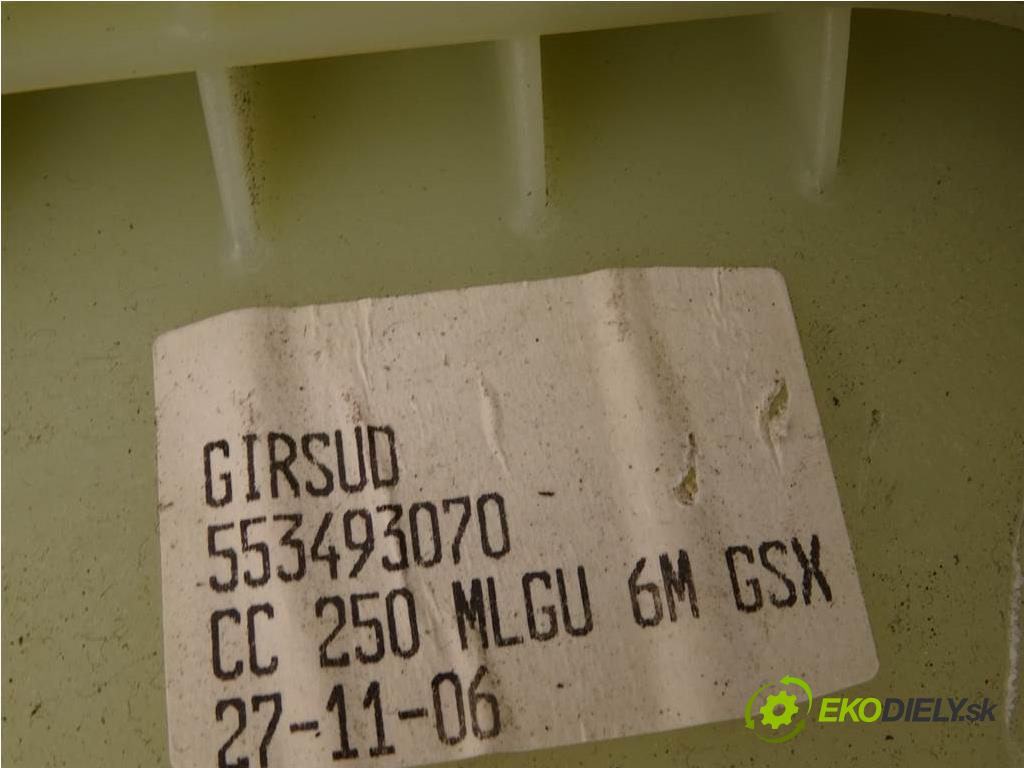 GIRSUD
553493070
CC 250 MLGU 6M GSX
27-11-06
EKODIELY.sk